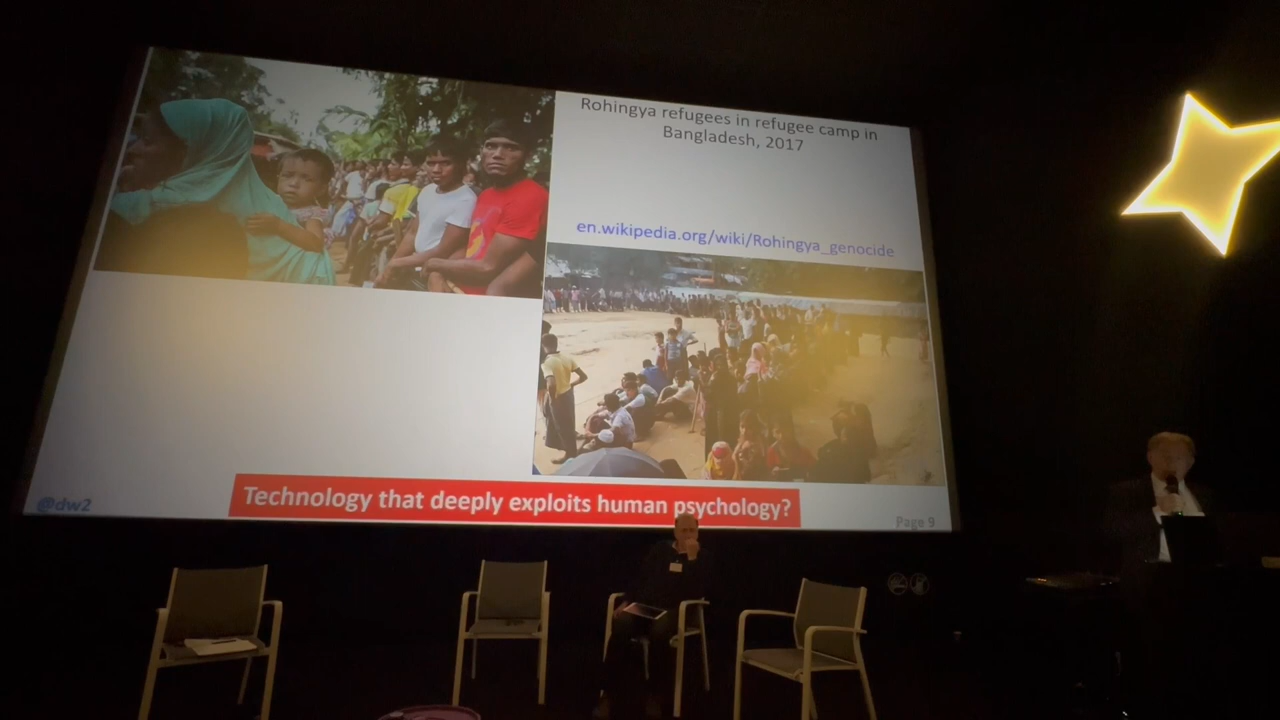 Rohingya refugees in refugee camp in
Bangladesh, 2017
en.wikipedia.org/wiki/Rohingya_genocide
Technology that deeply exploits human psychology?
@dw2
Page 9